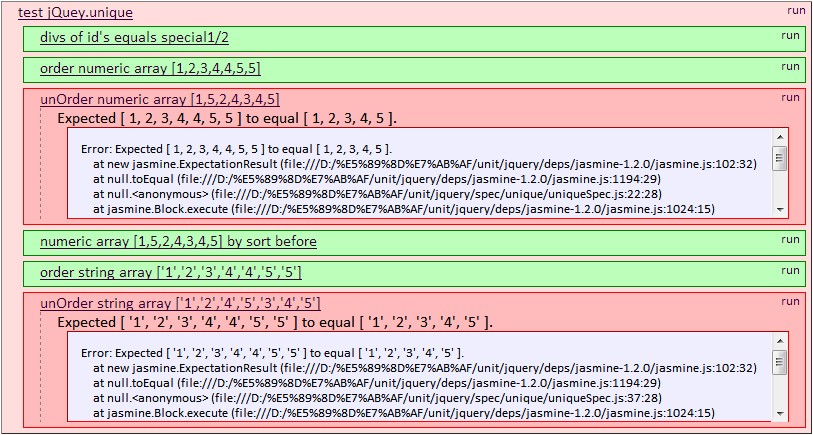 test jQuey.unique run
divs of id's equals special1/2 run
order numeric array [1,2,3,4,4,5,5] run
unOrder numeric array [1,5,2,4,3,4,5] run
Expected [ 1, 2, 3, 4, 4, 5, 5 ] to equal [ 1, 2, 3, 4, 5 ].
Error: Expected [ 1, 2, 3, 4, 4, 5, 5 ] to equal [ 1, 2, 3, 4, 5 ].
at new jasmine.ExpectationResult (file:///D:/%E5%89%8D%E7%AB%AF/unit/jquery/deps/jasmine-1.2.0/jasmine.js:102:32)
at null.toEqual (file:///D:/%E5%89%8D%E7%AB%AF/unit/jquery/deps/jasmine-1.2.0/jasmine.js:1194:29)
at null.<anonymous> (file:///D:/%E5%89%8D%E7%AB%AF/unit/jquery/spec/unique/uniqueSpec.js:22:28)
at jasmine.Block.execute (file:///D:/%E5%89%8D%E7%AB%AF/unit/jquery/deps/jasmine-1.2.0/jasmine.js:1024:15)
numeric array [1,5,2,4,3,4,5] by sort before run
order string array ['1','2','3','4','4','5','5'] run
unOrder string array ['1','2','4','5','3','4','5'] run
Expected [ '1', '2', '3', '4', '4', '5', '5' ] to equal [ '1', '2', '3', '4', '5' ].
Error: Expected [ '1', '2', '3', '4', '4', '5', '5' ] to equal [ '1', '2', '3', '4', '5' ].
at new jasmine.ExpectationResult (file:///D:/%E5%89%8D%E7%AB%AF/unit/jquery/deps/jasmine-1.2.0/jasmine.js:102:32)
at null.toEqual (file:///D:/%E5%89%8D%E7%AB%AF/unit/jquery/deps/jasmine-1.2.0/jasmine.js:1194:29)
at null.<anonymous> (file:///D:/%E5%89%8D%E7%AB%AF/unit/jquery/spec/unique/uniqueSpec.js:37:28)
at jasmine.Block.execute (file:///D:/%E5%89%8D%E7%AB%AF/unit/jquery/deps/jasmine-1.2.0/jasmine.js:1024:15)